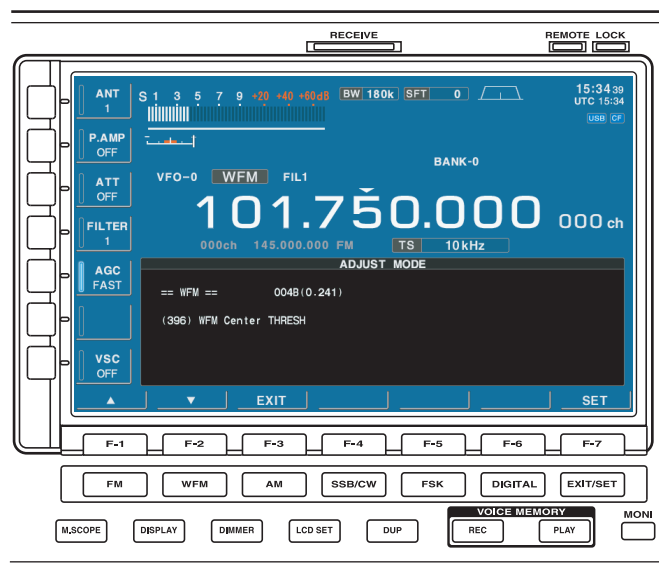 RECEIVE
REMOTE LOCK
ANT
1
S 1 3 5 7 9 +20 +40 +60dB
BW 180k SFT 0
15:34 39
UTC 15:34
USB CF
P.AMP
OFF
BANK-0
ATT
OFF
VFO-0 WFM FIL1
101.750.000 000 ch
FILTER
1
000ch 145.000.000 FM TS 10kHz
ADJUST MODE
AGC
FAST
== WFM == 004B(0.241)
(396) WFM Center THRESH
VSC
OFF
▲ ▼ EXIT SET
F-1 F-2 F-3 F-4 F-5 F-6 F-7
FM WFM AM SSB/CW FSK DIGITAL EXIT/SET
VOICE MEMORY
MONI
M.SCOPE DISPLAY DIMMER LCD SET DUP REC PLAY